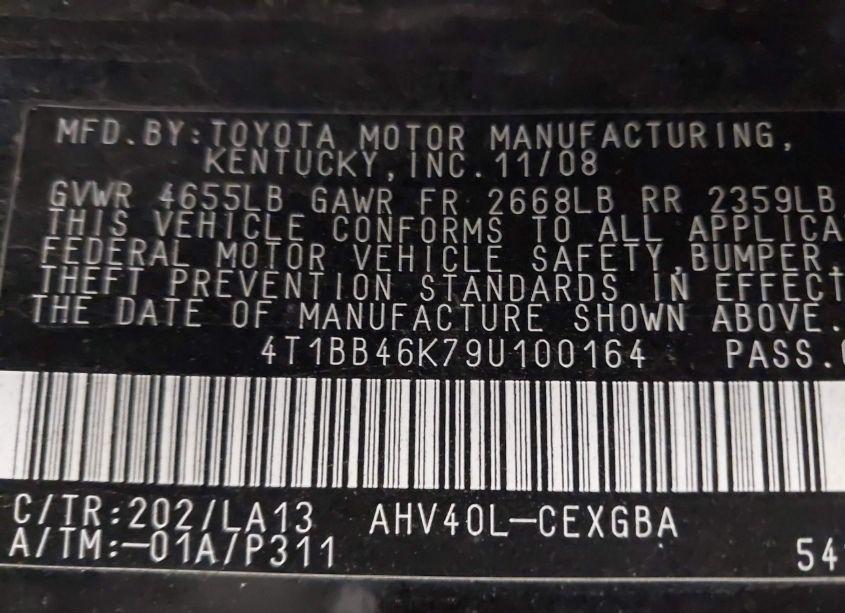 MFD.BY:TOYOTA MOTOR MANUFACTURING,
KENTUCKY,INC.11/08
GVWR 4655LB GAWR FR 2668LB RR 2359LB
THIS VEHICLE CONFORMS TO ALL
FEDERAL MOTOR VEHICLE SAFETY,BUMPER,
THEFT PREVENTION STANDARDS IN EFFECT
THE DATE OF MANUFACTURE SHOWN ABOVE.
4T1BB46K79U100164 PASS.
C/TR:202/LA13 AHV40L-CEXGBA
A/TM:-01A/P311